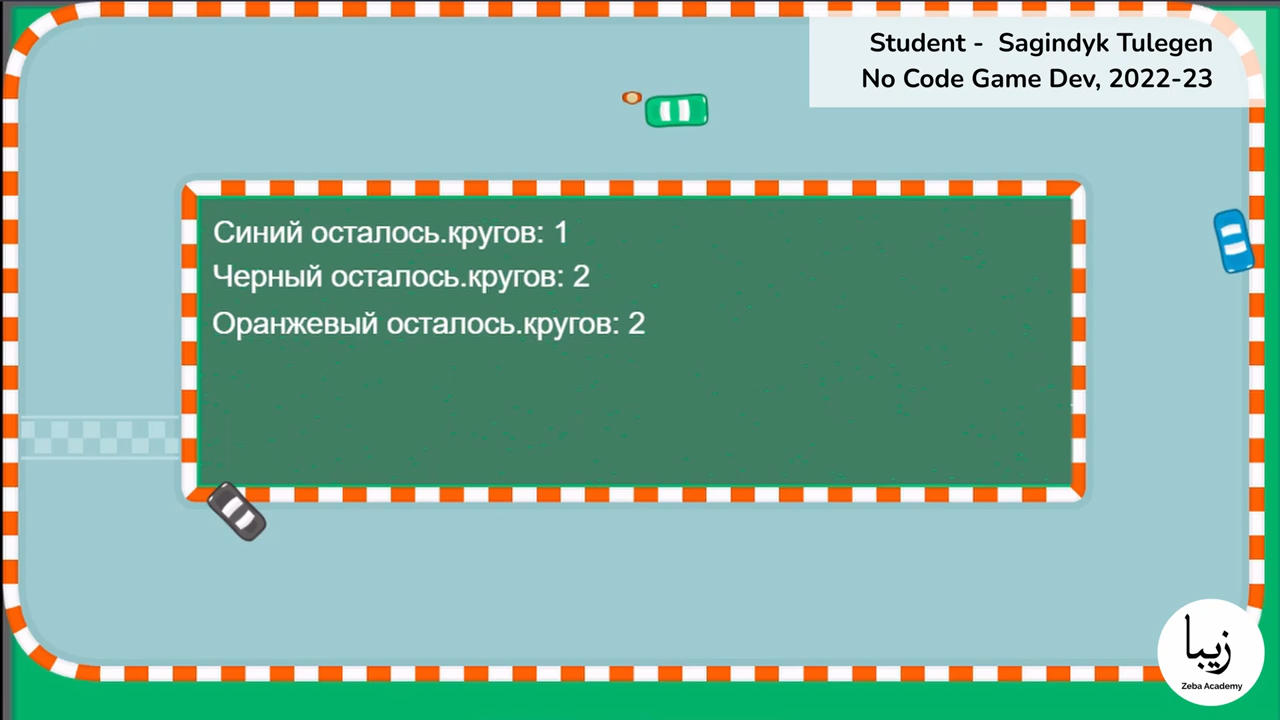 Student -  Sagindyk Tulegen
No Code Game Dev, 2022-23
Синий осталось.кругов: 1
Черный осталось.кругов: 2
Оранжевый осталось.кругов: 2
زیبا
Zeba Academy